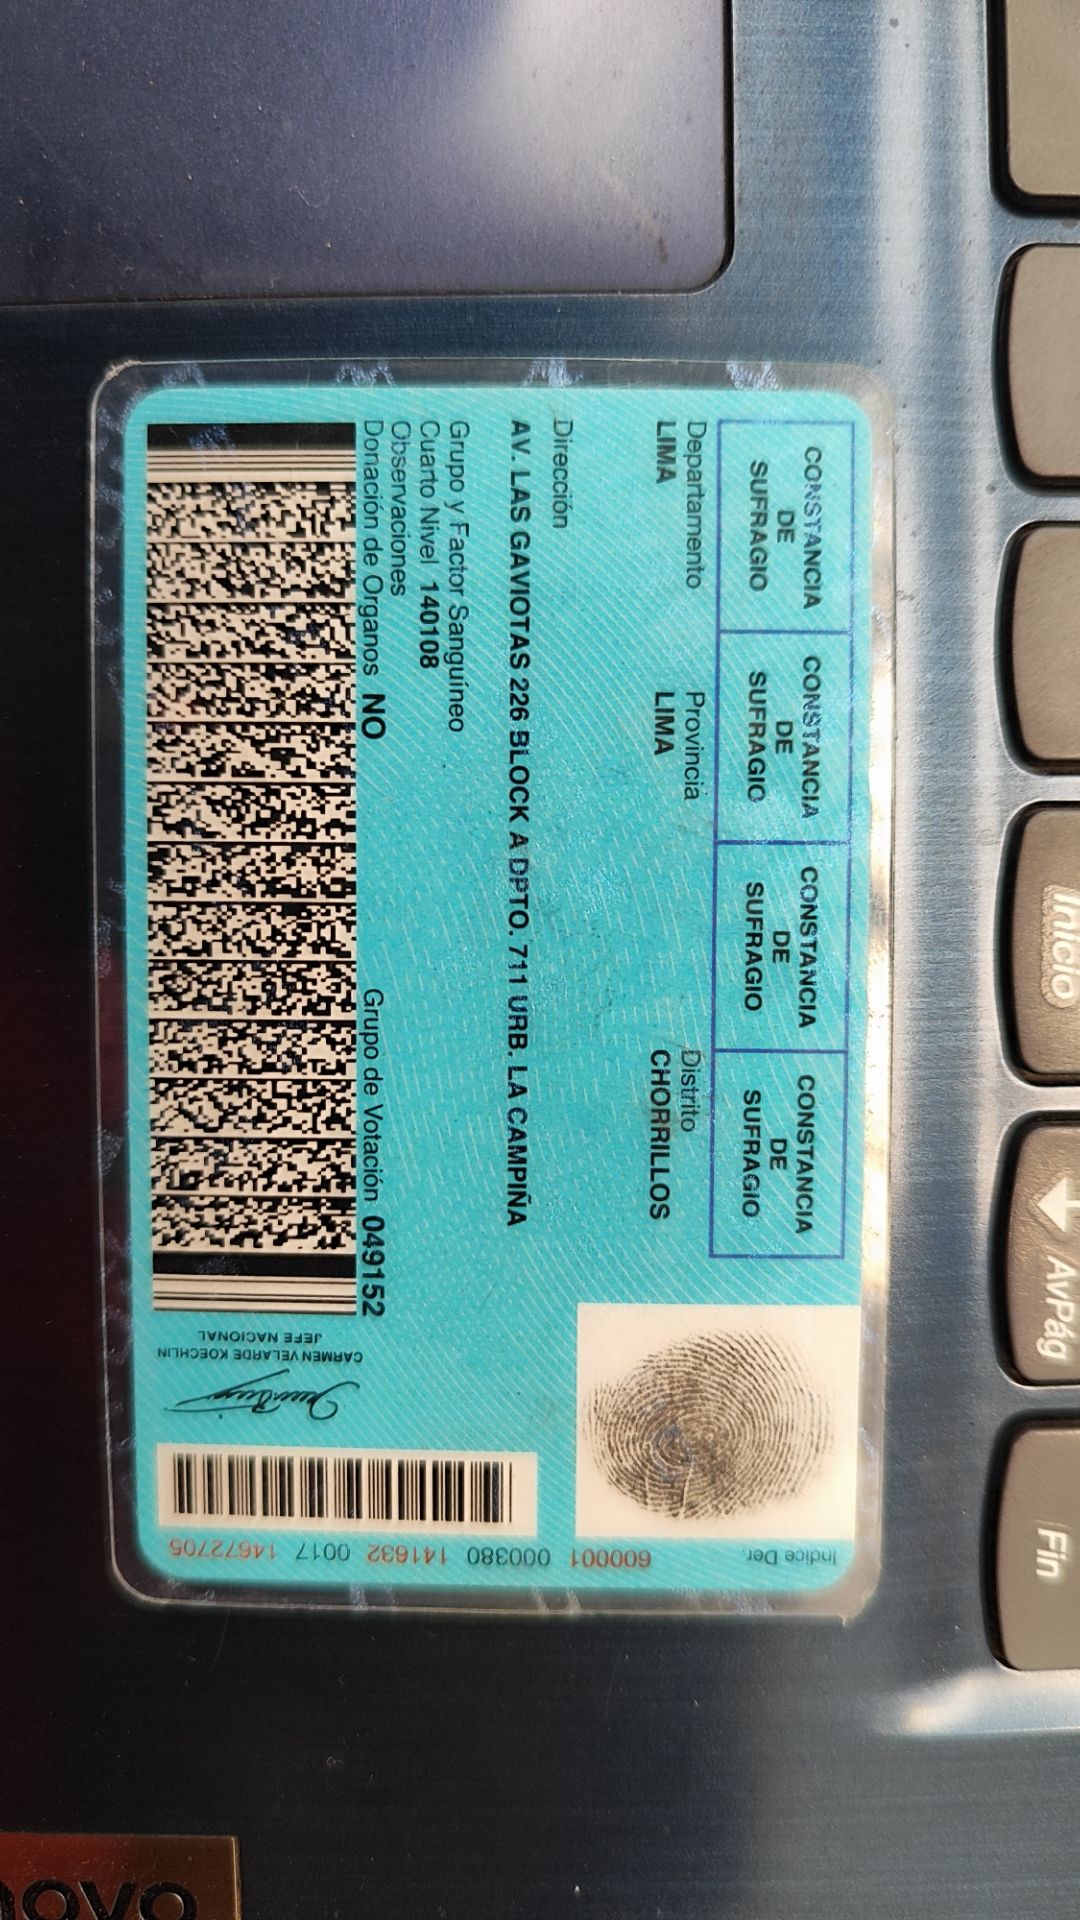 CONSTANCIA DE SUFRAGIO
CONSTANCIA DE SUFRAGIO
CONSTANCIA DE SUFRAGIO
CONSTANCIA DE SUFRAGIO
Departamento Provincia Distrito
LIMA LIMA CHORRILLOS
Dirección
AV. LAS GAVIOTAS 226 BLOCK A DPTO. 711 URB. LA CAMPIÑA
Grupo y Factor Sanguíneo
Cuarto Nivel 140108
Observaciones
Donación de Organos NO Grupo de Votación 049152
Indice Der.
600001 000380 141632 0017 14672705
CARMEN VELARDE KOECHLIN
JEFE NACIONAL
Inicio
AvPág
Fin